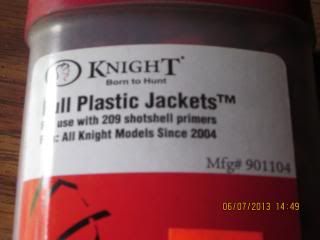 KNIGHT
Born to Hunt
Full Plastic Jackets™
use with 209 shotshell primers
All Knight Models Since 2004
Mfg# 901104
06/07/2013 14:49